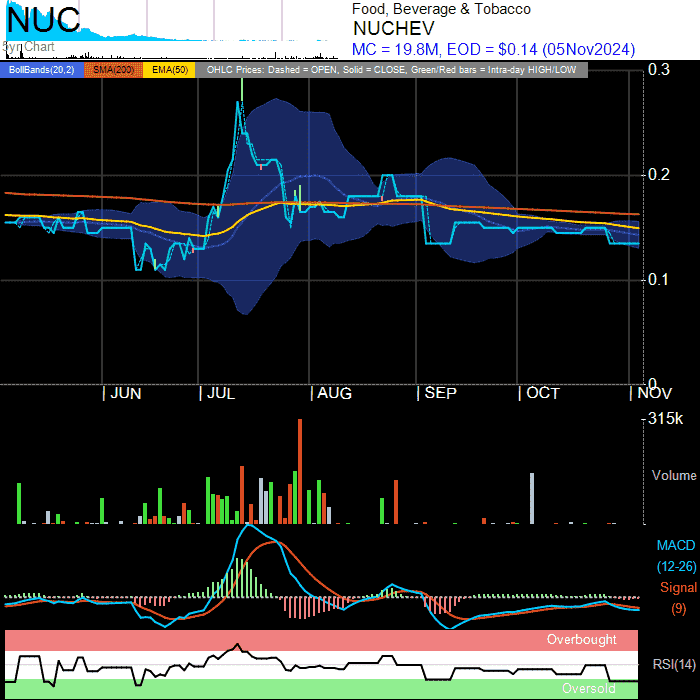 NUC
5yr Chart
Food, Beverage & Tobacco
NUCHEV
MC = 19.8M, EOD = $0.14 (05Nov2024)
BollBands(20,2) SMA(200) EMA(50) OHLC Prices: Dashed = OPEN, Solid = CLOSE, Green/Red bars = Intra-day HIGH/LOW
0.3
0.2
0.1
0
JUN JUL AUG SEP OCT NOV
315k
Volume
MACD
(12-26)
Signal
(9)
Overbought
RSI(14)
Oversold